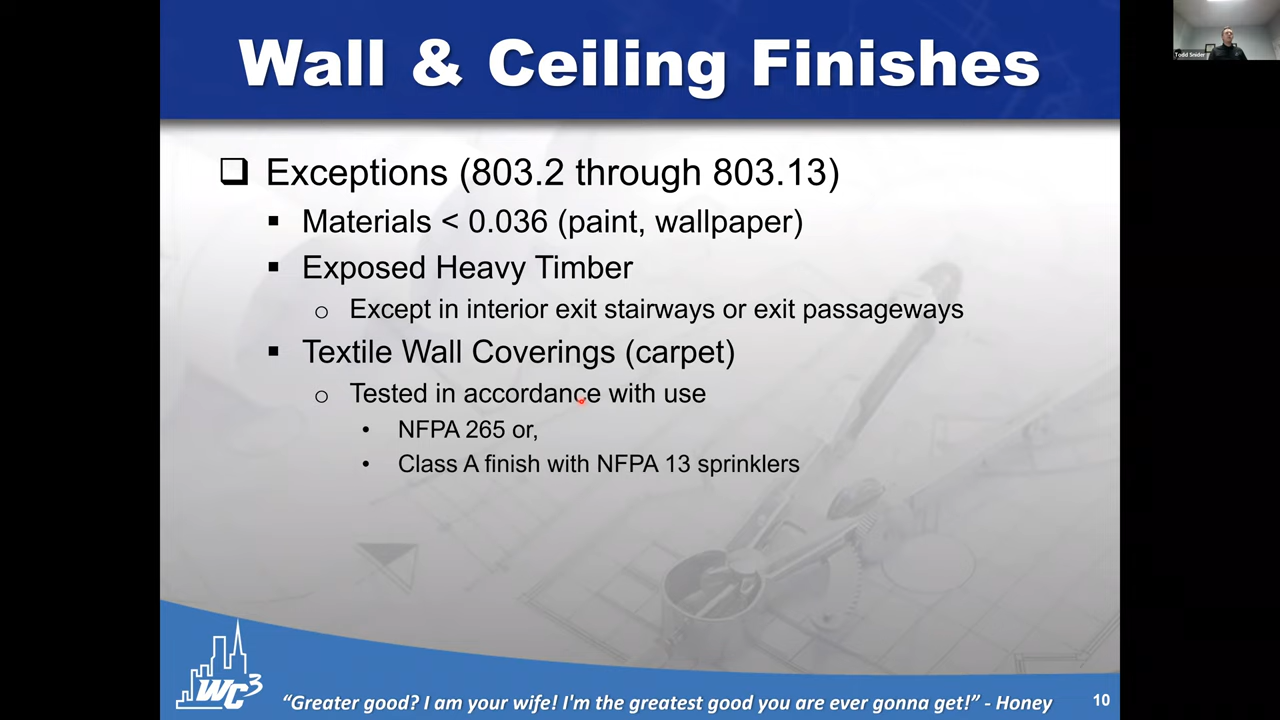 Wall & Ceiling Finishes
Exceptions (803.2 through 803.13)
Materials < 0.036 (paint, wallpaper)
Exposed Heavy Timber
Except in interior exit stairways or exit passageways
Textile Wall Coverings (carpet)
Tested in accordance with use
NFPA 265 or,
Class A finish with NFPA 13 sprinklers
WC3
“Greater good? I am your wife! I'm the greatest good you are ever gonna get!” - Honey
10
Todd Snider